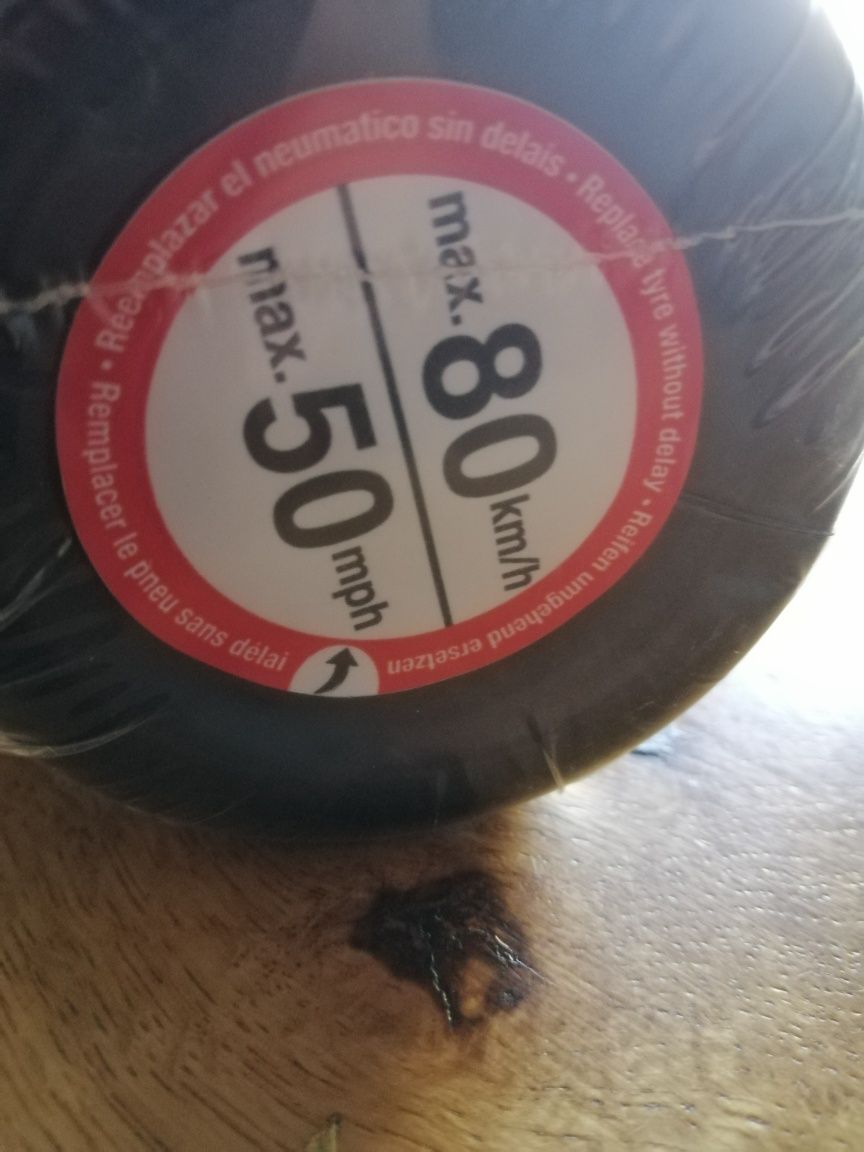 max. 80 km/h
max. 50 mph
Remplacer le pneu sans délai • Reemplazar el neumatico sin delais • Replace tyre without delay • Reifen umgehend ersetzen